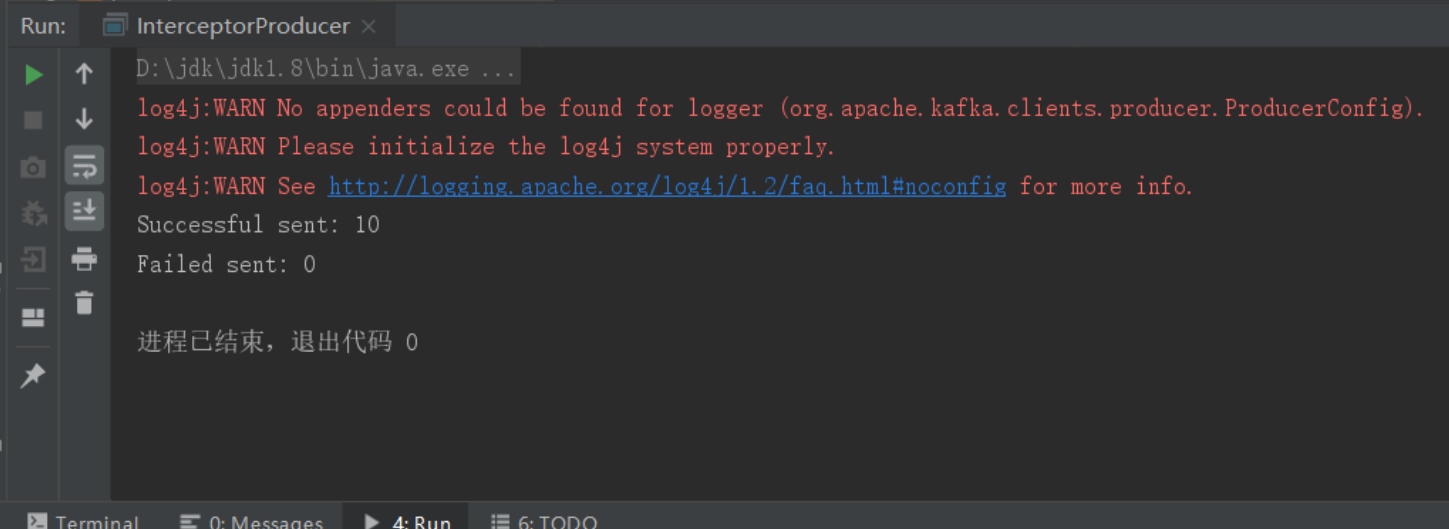 Run: InterceptorProducer
D:\jdk\jdk1.8\bin\java.exe ...
log4j:WARN No appenders could be found for logger (org.apache.kafka.clients.producer.ProducerConfig).
log4j:WARN Please initialize the log4j system properly.
log4j:WARN See http://logging.apache.org/log4j/1.2/faq.html#noconfig for more info.
Successful sent: 10
Failed sent: 0
进程已结束，退出代码 0
Terminal 0: Messages 4: Run 6: TODO